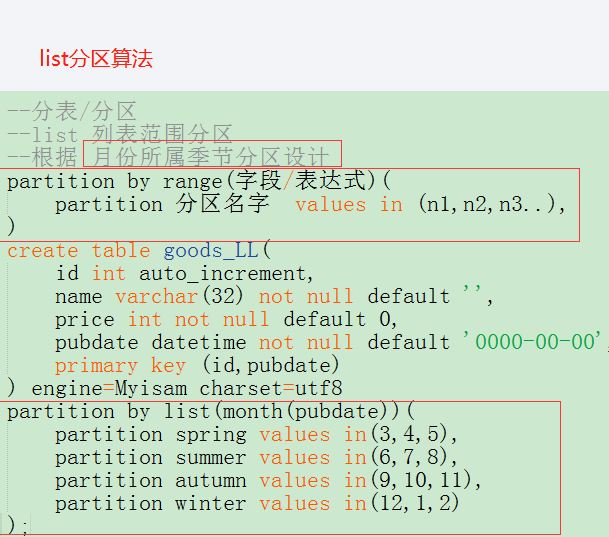 list分区算法
--分表/分区
--list 列表范围分区
--根据 月份所属季节分区设计
partition by range(字段/表达式)(
    partition 分区名字  values in (n1,n2,n3..),
)
create table goods_LL(
    id int auto_increment,
    name varchar(32) not null default '',
    price int not null default 0,
    pubdate datetime not null default '0000-00-00',
    primary key (id,pubdate)
) engine=Myisam charset=utf8
partition by list(month(pubdate))(
    partition spring values in(3,4,5),
    partition summer values in(6,7,8),
    partition autumn values in(9,10,11),
    partition winter values in(12,1,2)
);